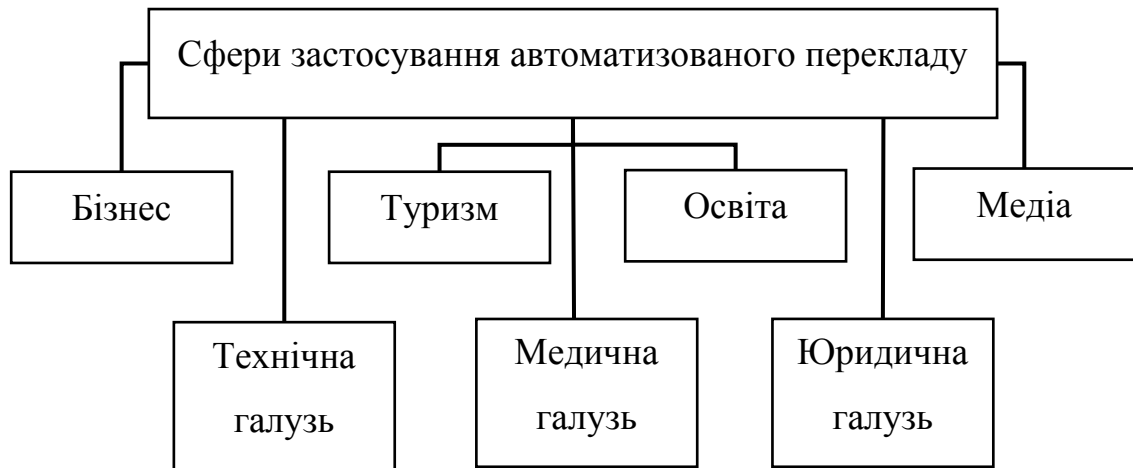 Сфери застосування автоматизованого перекладу
Бізнес
Туризм
Освіта
Медіа
Технічна
галузь
Медична
галузь
Юридична
галузь